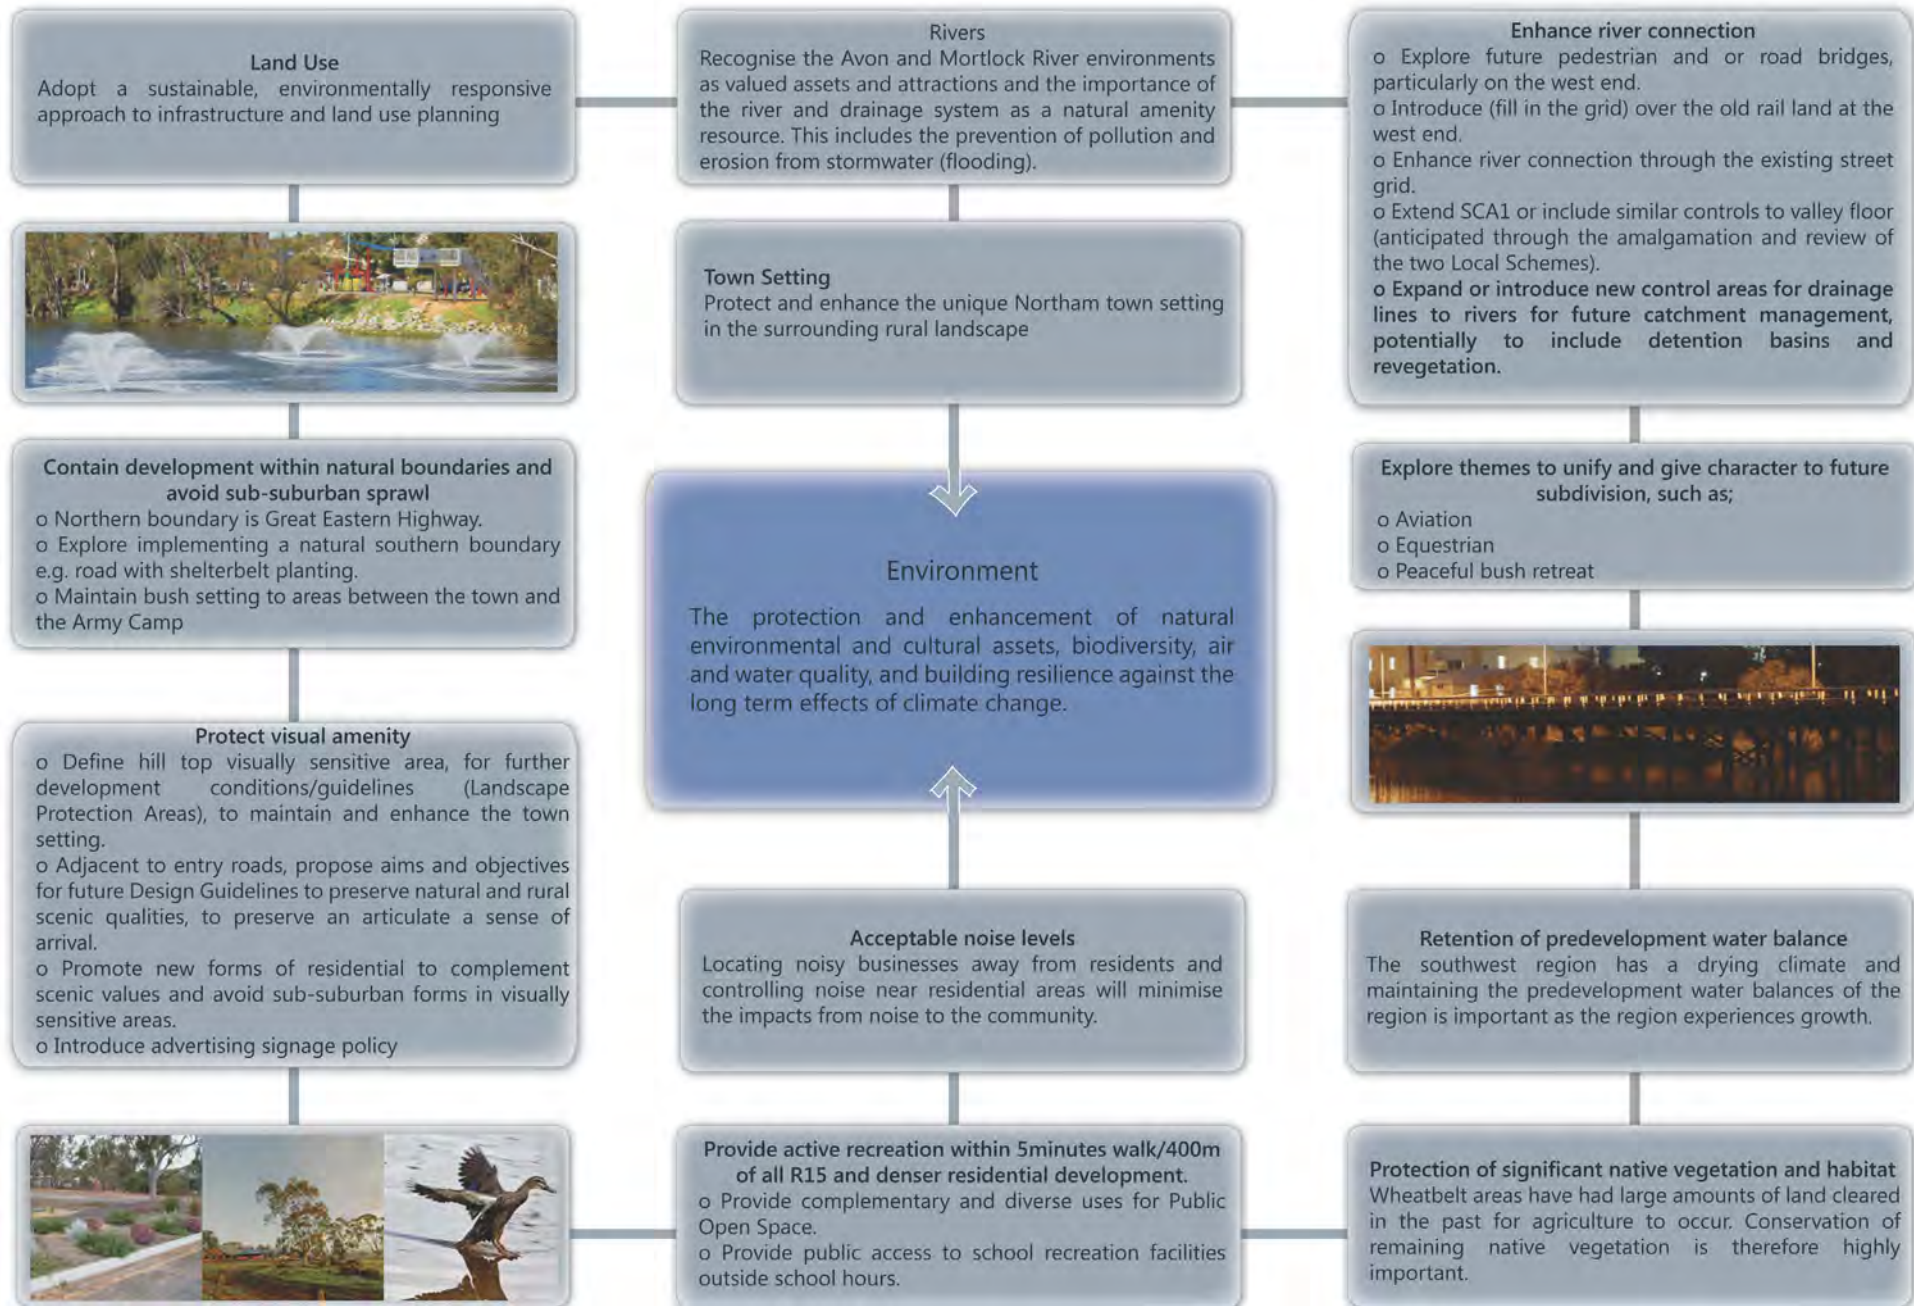 Land Use
Adopt a sustainable, environmentally responsive
approach to infrastructure and land use planning
Rivers
Recognise the Avon and Mortlock River environments
as valued assets and attractions and the importance of
the river and drainage system as a natural amenity
resource. This includes the prevention of pollution and
erosion from stormwater (flooding).
Enhance river connection
o Explore future pedestrian and or road bridges,
particularly on the west end.
o Introduce (fill in the grid) over the old rail land at the
west end.
o Enhance river connection through the existing street
grid.
o Extend SCA1 or include similar controls to valley floor
(anticipated through the amalgamation and review of
the two Local Schemes).
o Expand or introduce new control areas for drainage
lines to rivers for future catchment management,
potentially to include detention basins and
revegetation.
Town Setting
Protect and enhance the unique Northam town setting
in the surrounding rural landscape
Contain development within natural boundaries and
avoid sub-suburban sprawl
o Northern boundary is Great Eastern Highway.
o Explore implementing a natural southern boundary
e.g. road with shelterbelt planting.
o Maintain bush setting to areas between the town and
the Army Camp
Environment
The protection and enhancement of natural
environmental and cultural assets, biodiversity, air
and water quality, and building resilience against the
long term effects of climate change.
Explore themes to unify and give character to future
subdivision, such as;
o Aviation
o Equestrian
o Peaceful bush retreat
Protect visual amenity
o Define hill top visually sensitive area, for further
development conditions/guidelines (Landscape
Protection Areas), to maintain and enhance the town
setting.
o Adjacent to entry roads, propose aims and objectives
for future Design Guidelines to preserve natural and rural
scenic qualities, to preserve an articulate a sense of
arrival.
o Promote new forms of residential to complement
scenic values and avoid sub-suburban forms in visually
sensitive areas.
o Introduce advertising signage policy
Acceptable noise levels
Locating noisy businesses away from residents and
controlling noise near residential areas will minimise
the impacts from noise to the community.
Retention of predevelopment water balance
The southwest region has a drying climate and
maintaining the predevelopment water balances of the
region is important as the region experiences growth.
Provide active recreation within 5minutes walk/400m
of all R15 and denser residential development.
o Provide complementary and diverse uses for Public
Open Space.
o Provide public access to school recreation facilities
outside school hours.
Protection of significant native vegetation and habitat
Wheatbelt areas have had large amounts of land cleared
in the past for agriculture to occur. Conservation of
remaining native vegetation is therefore highly
important.